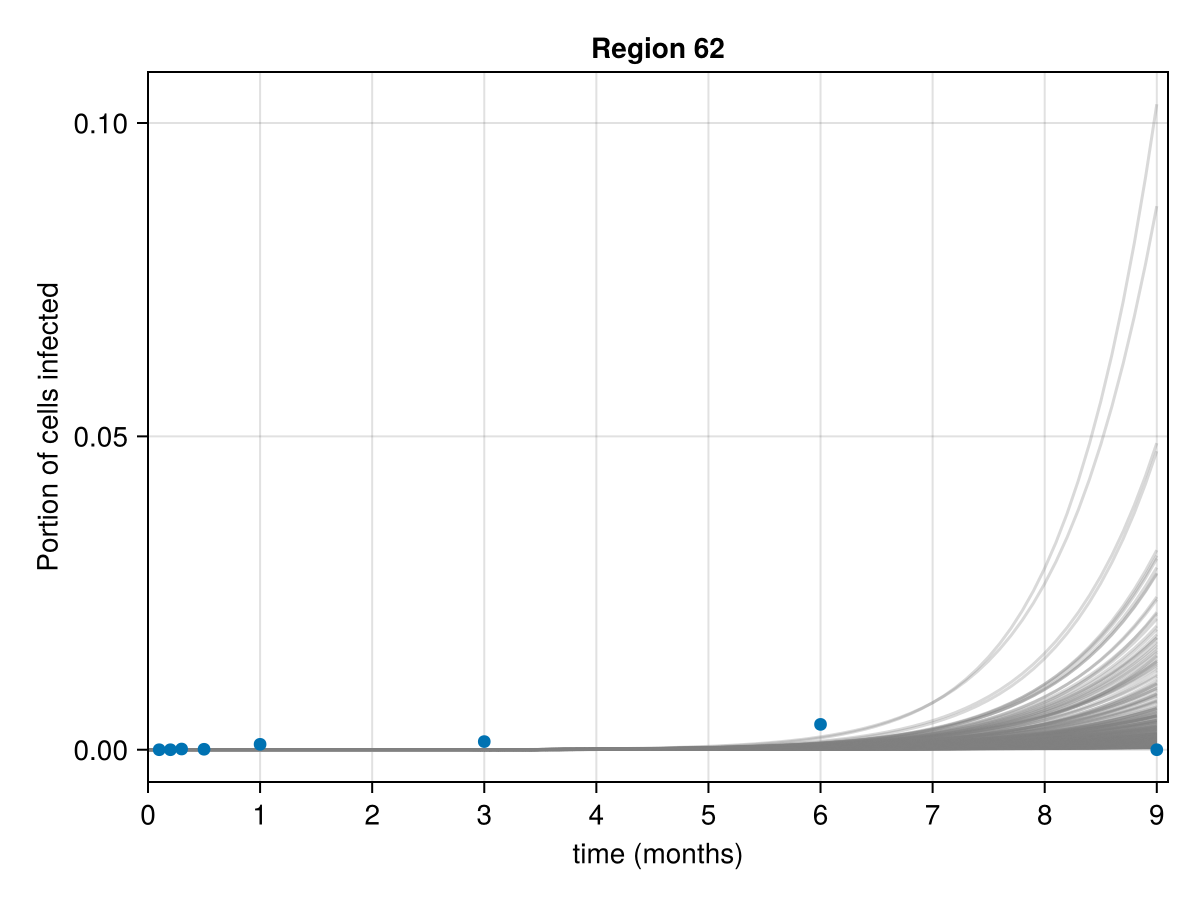 Region 62
Portion of cells infected
0.10
0.05
0.00
0 1 2 3 4 5 6 7 8 9
time (months)